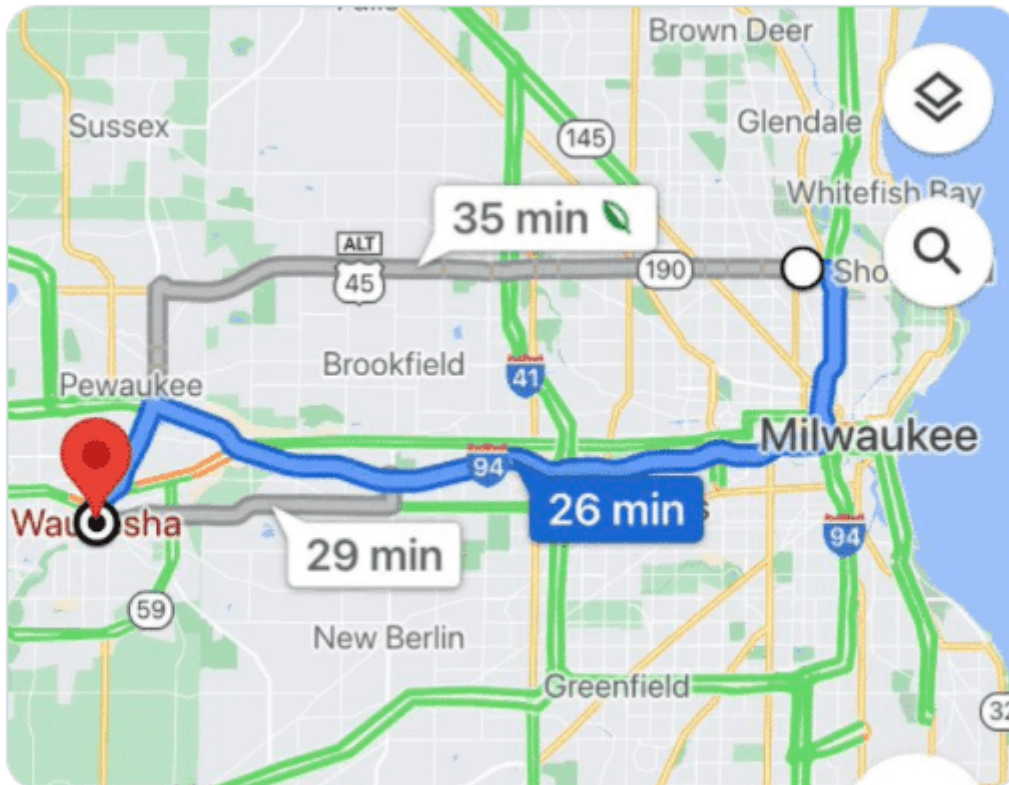 Brown Deer
Sussex
Glendale
145
Whitefish Bay
35 min
ALT
45
190
Sho
Brookfield
41
Pewaukee
Milwaukee
94
26 min
Wau sha
29 min
94
59
New Berlin
Greenfield
32